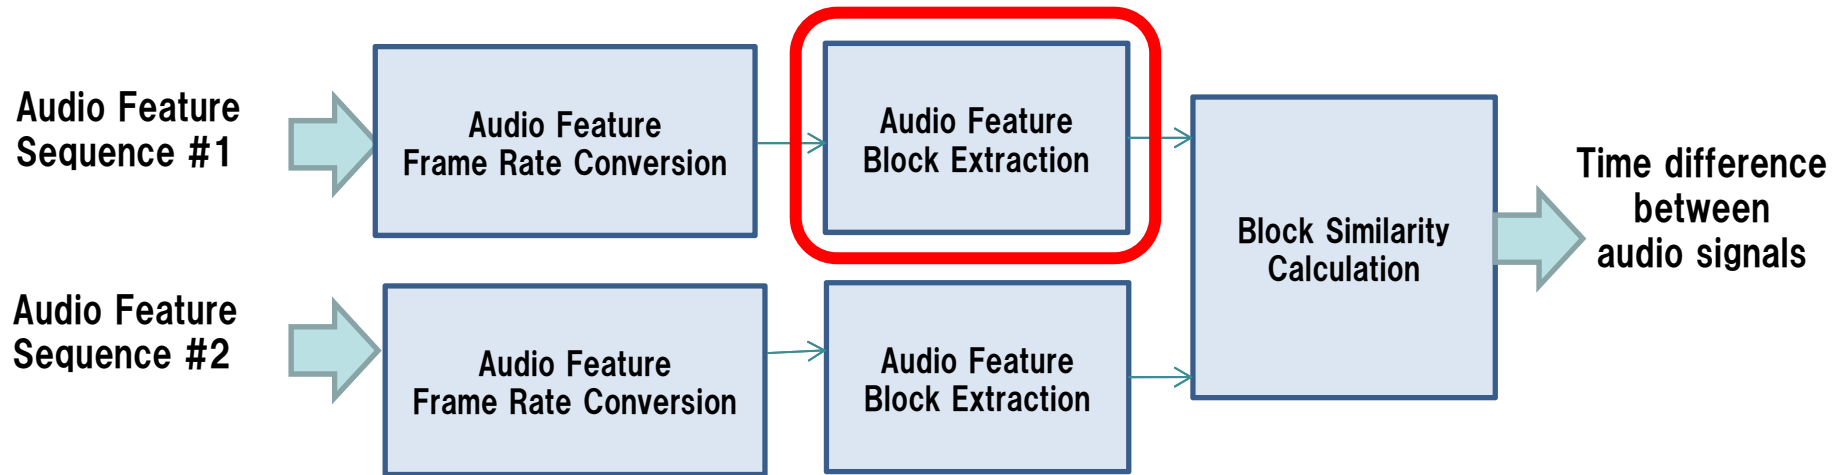 Audio Feature
Sequence #1
Audio Feature
Frame Rate Conversion
Audio Feature
Block Extraction
Block Similarity
Calculation
Time difference
between
audio signals
Audio Feature
Sequence #2
Audio Feature
Frame Rate Conversion
Audio Feature
Block Extraction